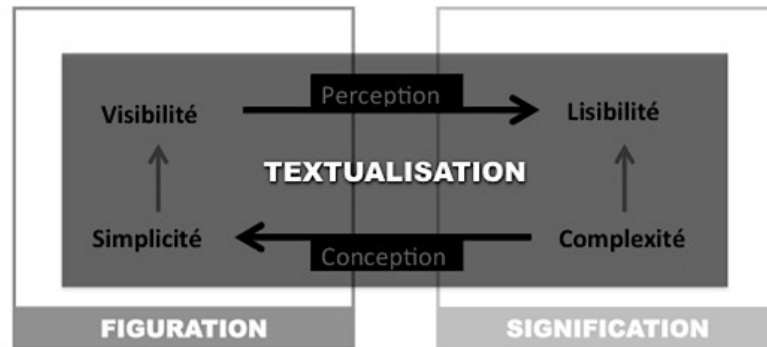 Perception
Visibilité
Lisibilité
TEXTUALISATION
Simplicité
Complexité
Conception
FIGURATION
SIGNIFICATION